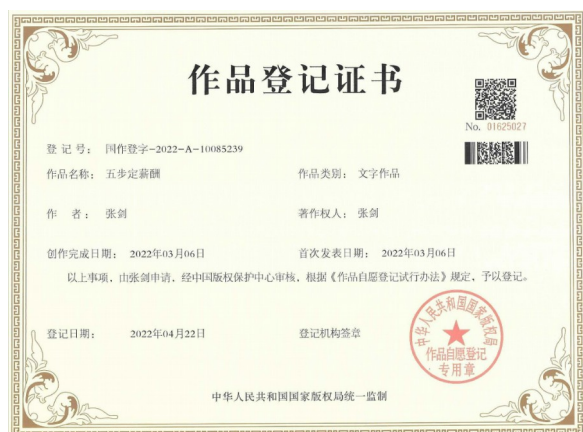 作品登记证书
No. 01625027
登 记 号： 国作登字-2022-A-10085239
作品名称： 五步定薪酬 作品类别： 文字作品
作 者： 张剑 著作权人： 张剑
创作完成日期： 2022年03月06日 首次发表日期： 2022年03月06日
以上事项，由张剑申请，经中国版权保护中心审核，根据《作品自愿登记试行办法》规定，予以登记。
登记日期： 2022年04月22日 登记机构签章
中华人民共和国国家版权局
作品自愿登记
专用章
中华人民共和国国家版权局统一监制